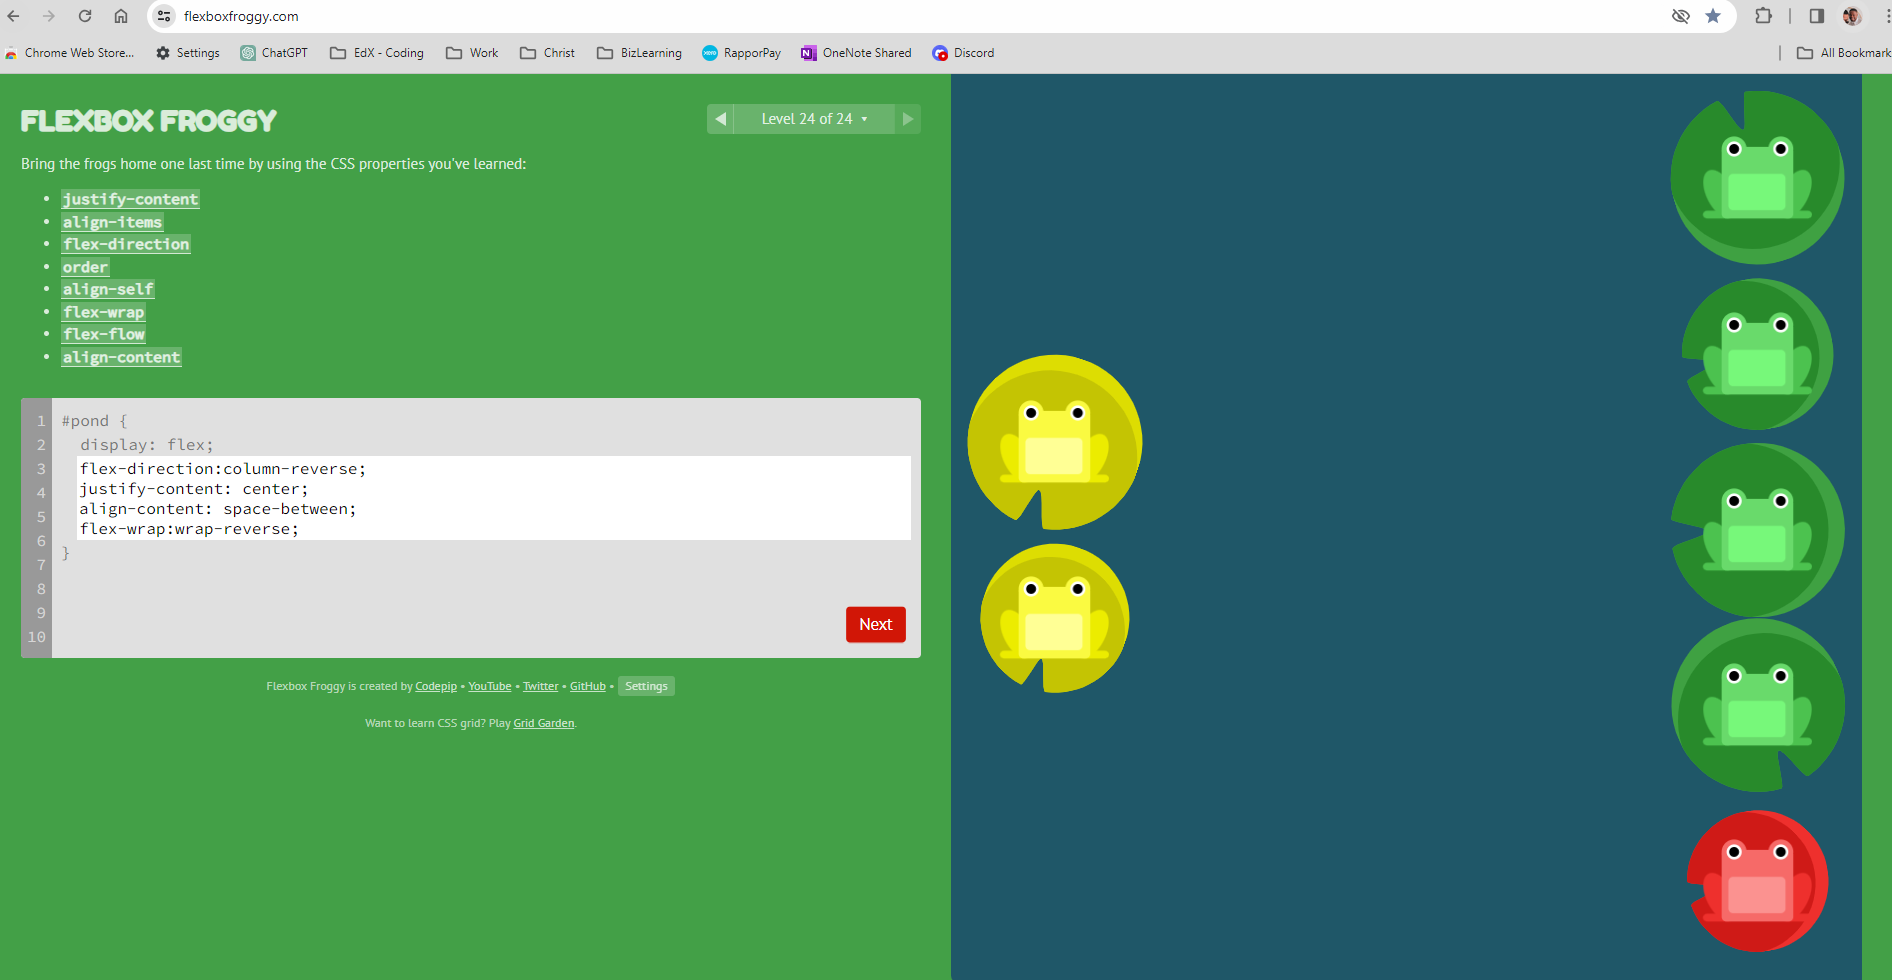 flexboxfroggy.com
Chrome Web Store... Settings ChatGPT EdX - Coding Work Christ BizLearning RapporPay OneNote Shared Discord All Bookmark
FLEXBOX FROGGY
Level 24 of 24 ▾
Bring the frogs home one last time by using the CSS properties you've learned:
• justify-content
• align-items
• flex-direction
• order
• align-self
• flex-wrap
• flex-flow
• align-content
1 #pond {
2 display: flex;
3 flex-direction:column-reverse;
4 justify-content: center;
5 align-content: space-between;
6 flex-wrap:wrap-reverse;
7 }
8
9
10
Next
Flexbox Froggy is created by Codepip • YouTube • Twitter • GitHub • Settings
Want to learn CSS grid? Play Grid Garden.